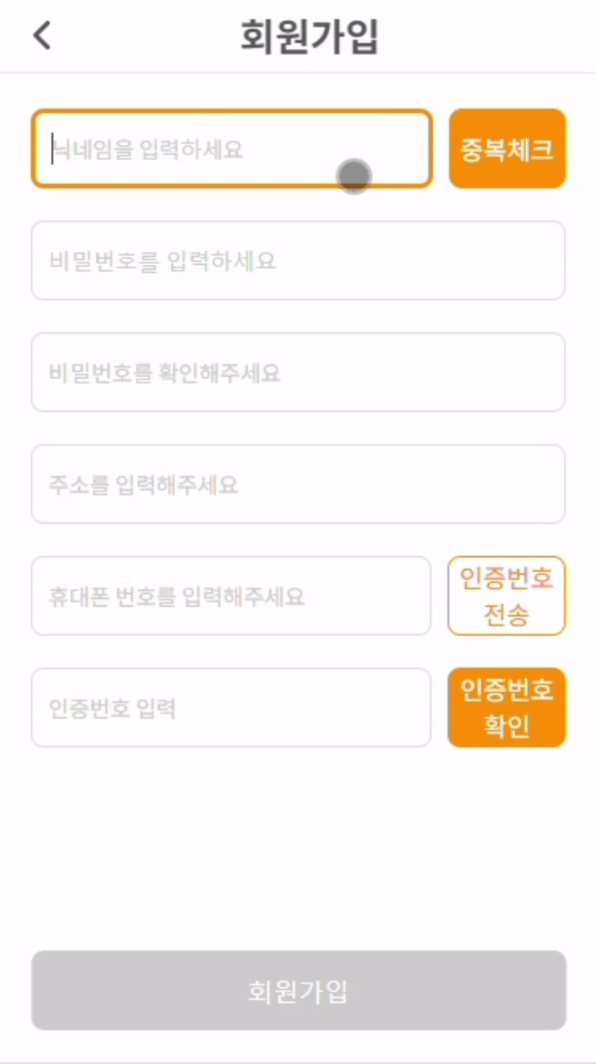 회원가입
닉네임을 입력하세요
중복체크
비밀번호를 입력하세요
비밀번호를 확인해주세요
주소를 입력해주세요
휴대폰 번호를 입력해주세요
인증번호
전송
인증번호 입력
인증번호
확인
회원가입